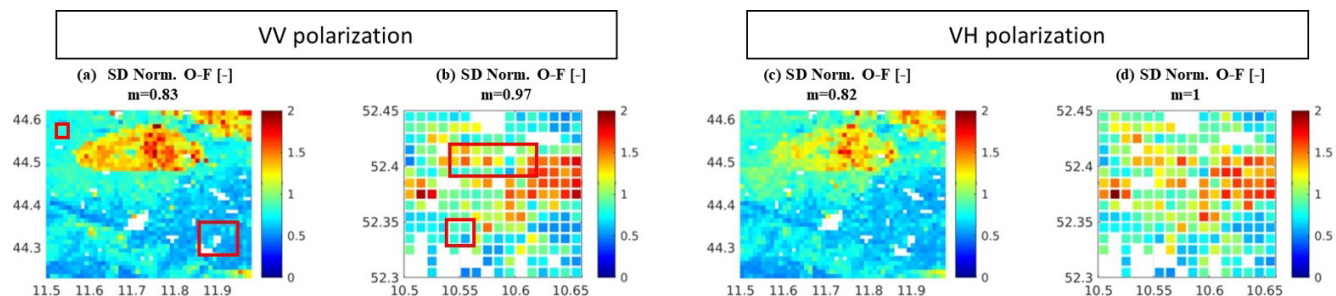 VV polarization
VH polarization
(a) SD Norm. O-F [-]
m=0.83
(b) SD Norm. O-F [-]
m=0.97
(c) SD Norm. O-F [-]
m=0.82
(d) SD Norm. O-F [-]
m=1
44.6
44.5
44.4
44.3
11.5 11.6 11.7 11.8 11.9
2
1.5
1
0.5
0
52.45
52.4
52.35
52.3
10.5 10.55 10.6 10.65
2
1.5
1
0.5
0
44.6
44.5
44.4
44.3
11.5 11.6 11.7 11.8 11.9
2
1.5
1
0.5
0
52.45
52.4
52.35
52.3
10.5 10.55 10.6 10.65
2
1.5
1
0.5
0